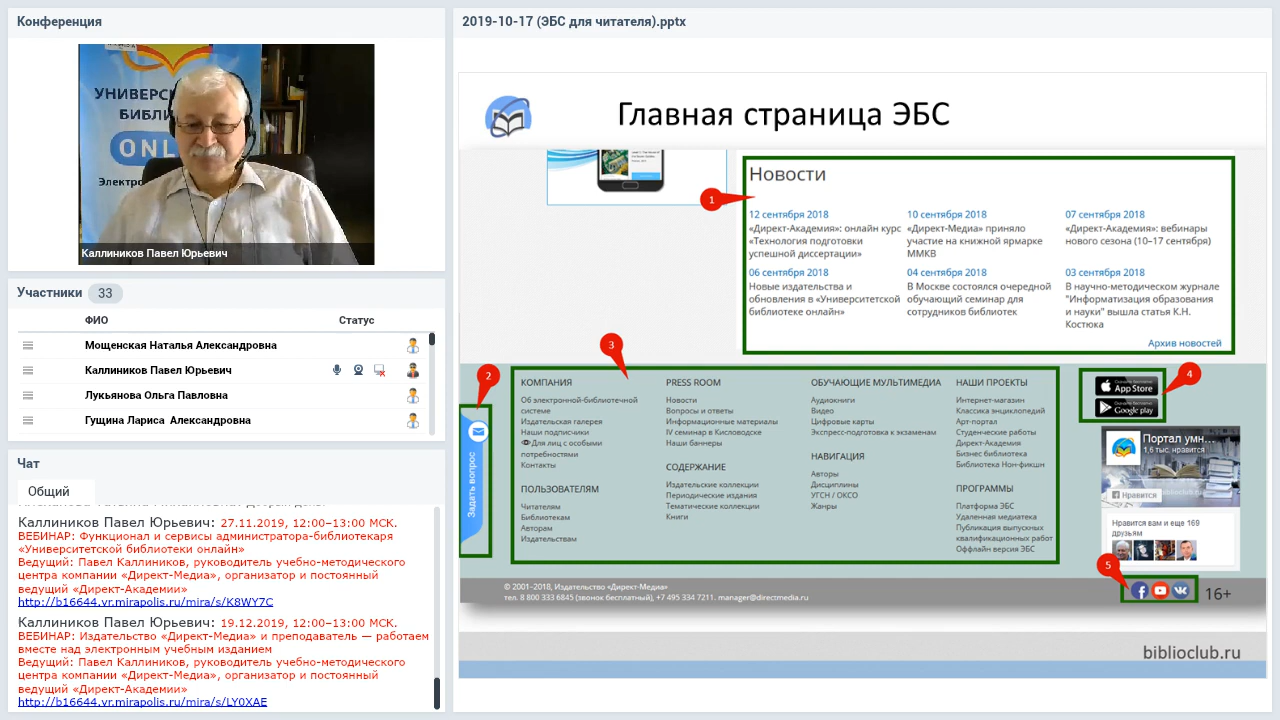 Конференция
УНИВЕРС
БИБЛИ
ONL
Электро
Каллиников Павел Юрьевич
Участники 33
ФИО Статус
Мощенская Наталья Александровна
Каллиников Павел Юрьевич
Лукьянова Ольга Павловна
Гущина Лариса Александровна
Чат
Общий
Каллиников Павел Юрьевич: 27.11.2019, 12:00–13:00 МСК.
ВЕБИНАР: Функционал и сервисы администратора-библиотекаря
«Университетской библиотеки онлайн»
Ведущий: Павел Каллиников, руководитель учебно-методического
центра компании «Директ-Медиа», организатор и постоянный
ведущий «Директ-Академии»
http://b16644.vr.mirapolis.ru/mira/s/K8WY7C
Каллиников Павел Юрьевич: 19.12.2019, 12:00–13:00 МСК.
ВЕБИНАР: Издательство «Директ-Медиа» и преподаватель — работаем
вместе над электронным учебным изданием
Ведущий: Павел Каллиников, руководитель учебно-методического
центра компании «Директ-Медиа», организатор и постоянный
ведущий «Директ-Академии»
http://b16644.vr.mirapolis.ru/mira/s/LY0XAE
2019-10-17 (ЭБС для читателя).pptx
Главная страница ЭБС
1
Новости
12 сентября 2018
«Директ-Академия»: онлайн курс
«Технология подготовки
успешной диссертации»
10 сентября 2018
«Директ-Медиа» приняло
участие на книжной ярмарке
ММКВ
07 сентября 2018
«Директ-Академия»: вебинары
нового сезона (10–17 сентября)
06 сентября 2018
Новые издательства и
обновления в «Университетской
библиотеке онлайн»
04 сентября 2018
В Москве состоялся очередной
обучающий семинар для
сотрудников библиотек
03 сентября 2018
В научно-методическом журнале
"Информатизация образования
и науки" вышла статья К.Н.
Костюка
Архив новостей
2
Задать вопрос
3
КОМПАНИЯ
Об электронной-библиотечной
системе
Издательская галерея
Наши подписчики
Для лиц с особыми
потребностями
Контакты
ПОЛЬЗОВАТЕЛЯМ
Читателям
Библиотекам
Авторам
Издательствам
PRESS ROOM
Новости
Вопросы и ответы
Информационные материалы
IV семинар в Кисловодске
Наши баннеры
СОДЕРЖАНИЕ
Издательские коллекции
Периодические издания
Тематические коллекции
Книги
ОБУЧАЮЩИЕ МУЛЬТИМЕДИА
Аудиокниги
Видео
Цифровые карты
Экспресс-подготовка к экзаменам
НАВИГАЦИЯ
Авторы
Дисциплины
УГСН / ОКСО
Жанры
НАШИ ПРОЕКТЫ
Интернет-магазин
Классика энциклопедий
Арт-портал
Студенческие работы
Директ-Академия
Бизнес библиотека
Библиотека Нон-фикшн
ПРОГРАММЫ
Платформа ЭБС
Удаленная медиатека
Публикация выпускных
квалификационных работ
Оффлайн версия ЭБС
4
App Store
Google play
Портал умн...
1,6 тыс. нравится
Нравится
Нравится вам и еще 169
друзьям
5
16+
© 2001–2018, Издательство «Директ-Медиа»
тел. 8 800 333 6845 (звонок бесплатный), +7 495 334 7211. manager@directmedia.ru
biblioclub.ru